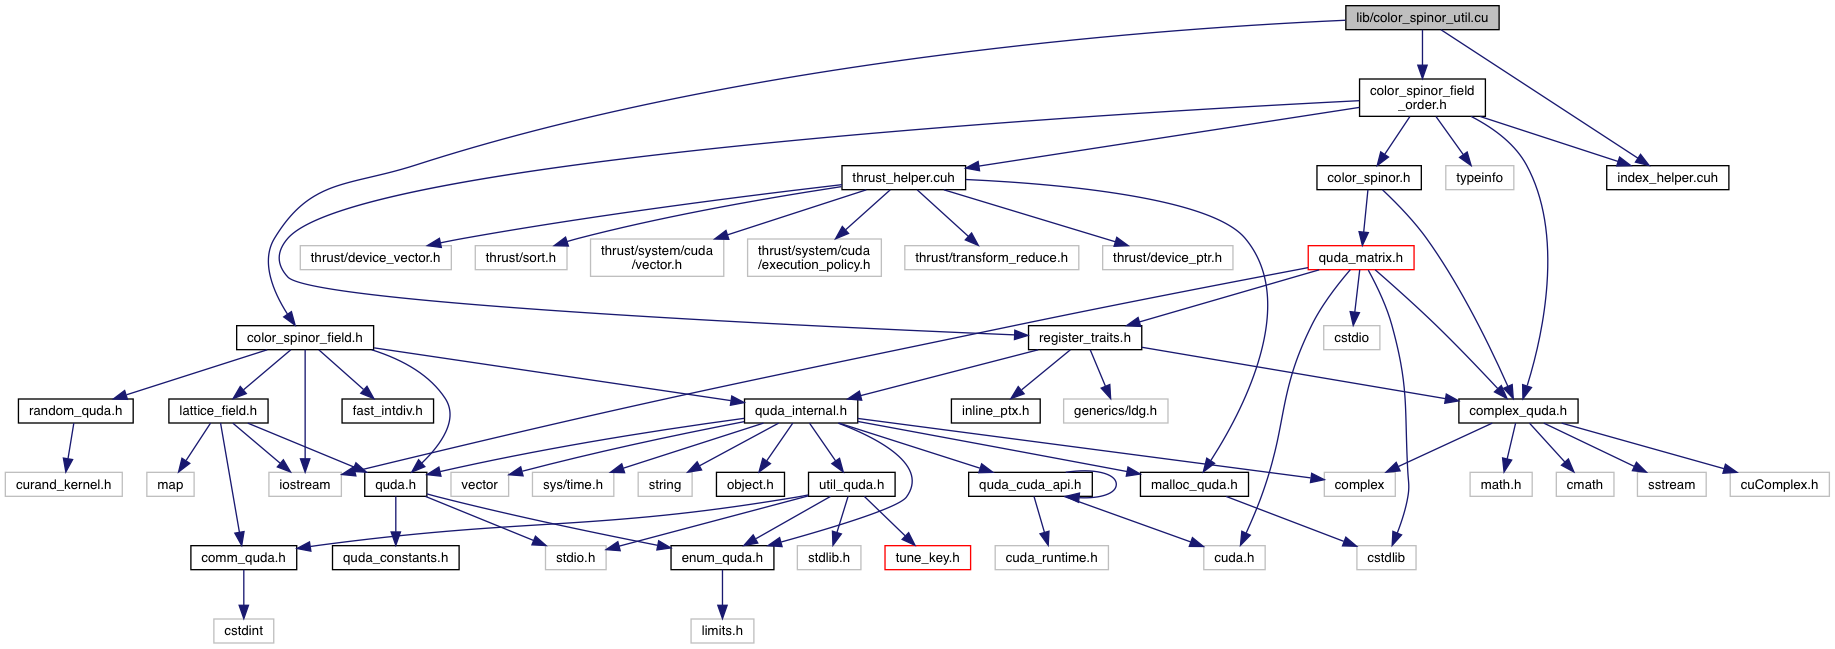 lib/color_spinor_util.cu
color_spinor_field
_order.h
thrust_helper.cuh
color_spinor.h
typeinfo
index_helper.cuh
thrust/device_vector.h
thrust/sort.h
thrust/system/cuda
/vector.h
thrust/system/cuda
/execution_policy.h
thrust/transform_reduce.h
thrust/device_ptr.h
quda_matrix.h
color_spinor_field.h
register_traits.h
cstdio
random_quda.h
lattice_field.h
fast_intdiv.h
quda_internal.h
inline_ptx.h
generics/ldg.h
complex_quda.h
curand_kernel.h
map
iostream
quda.h
vector
sys/time.h
string
object.h
util_quda.h
quda_cuda_api.h
malloc_quda.h
complex
math.h
cmath
sstream
cuComplex.h
comm_quda.h
quda_constants.h
stdio.h
enum_quda.h
stdlib.h
tune_key.h
cuda_runtime.h
cuda.h
cstdlib
cstdint
limits.h